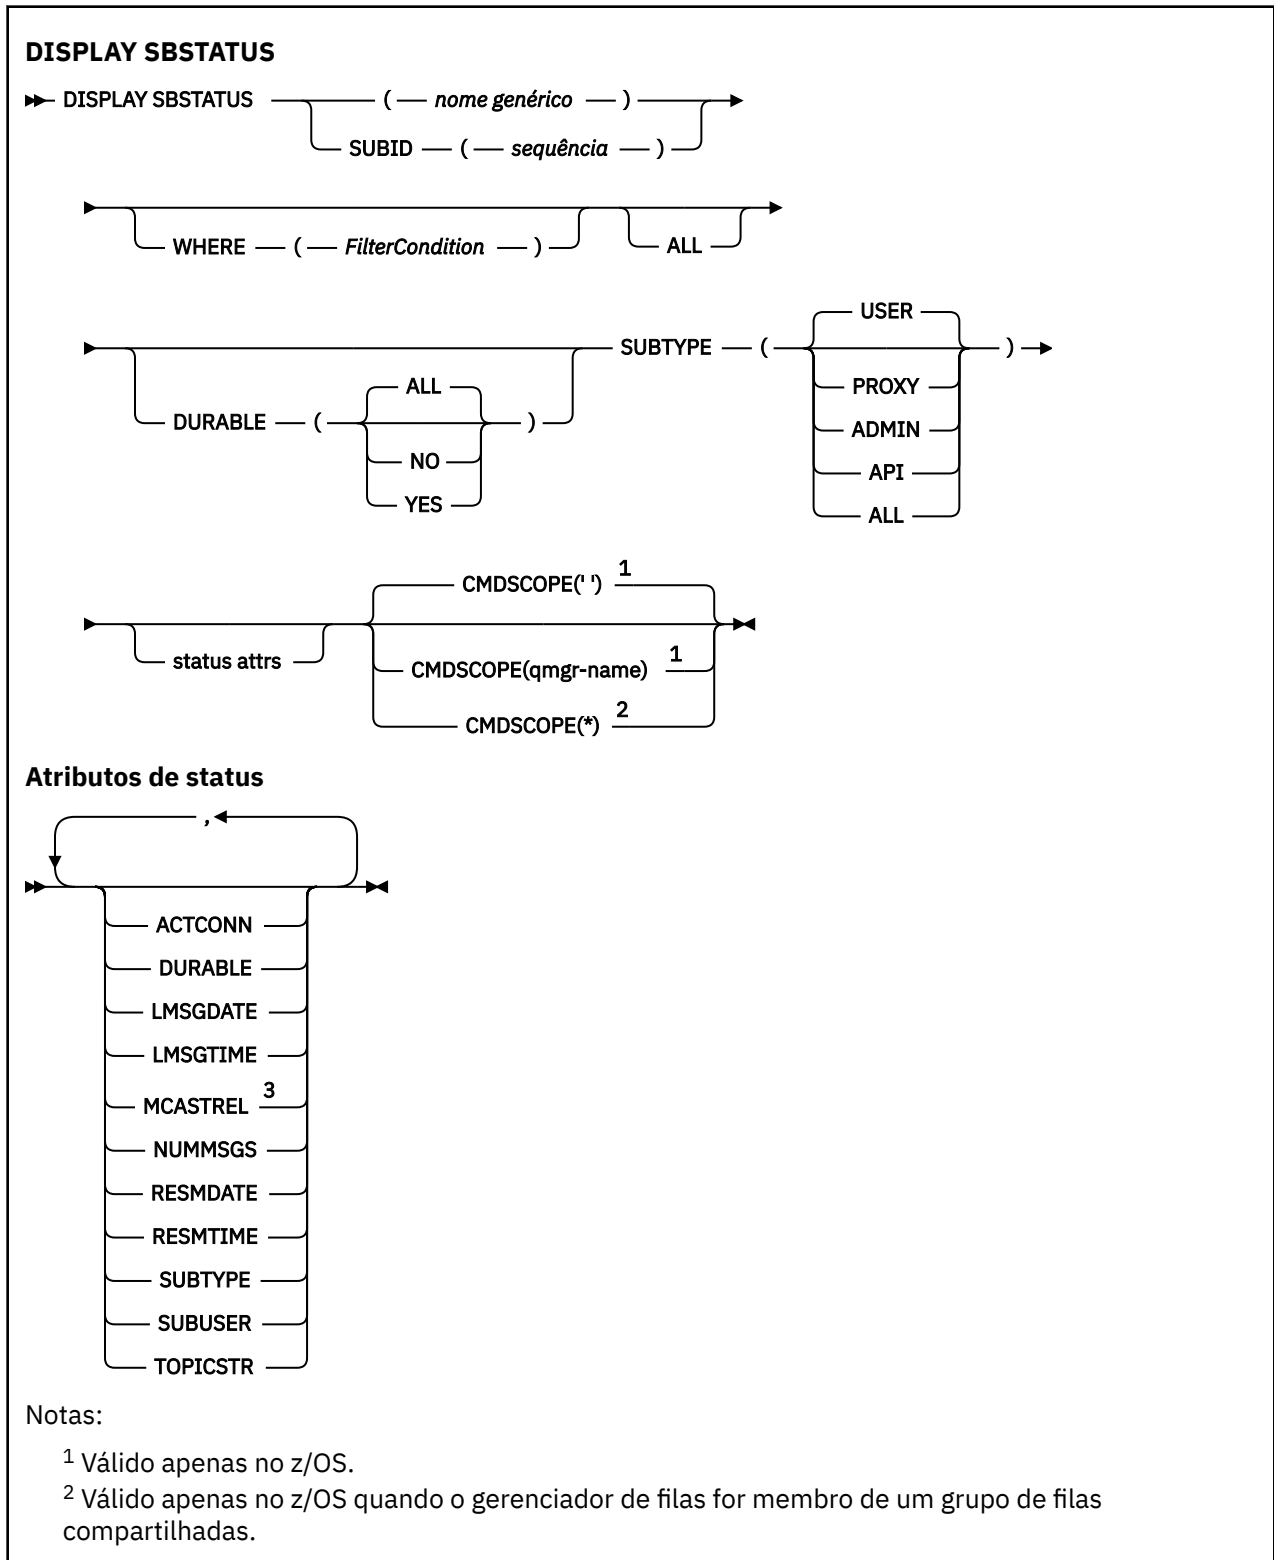 DISPLAY SBSTATUS
DISPLAY SBSTATUS ( nome genérico )
SUBID ( sequência )
WHERE ( FilterCondition )
ALL
DURABLE (
ALL
NO
YES
)
SUBTYPE (
USER
PROXY
ADMIN
API
ALL
)
status attrs
CMDSCOPE(' ') 1
CMDSCOPE(qmgr-name) 1
CMDSCOPE(*) 2
Atributos de status
,
ACTCONN
DURABLE
LMSGDATE
LMSGTIME
MCASTREL 3
NUMMSGS
RESMDATE
RESMTIME
SUBTYPE
SUBUSER
TOPICSTR
Notas:
1 Válido apenas no z/OS.
2 Válido apenas no z/OS quando o gerenciador de filas for membro de um grupo de filas
compartilhadas.